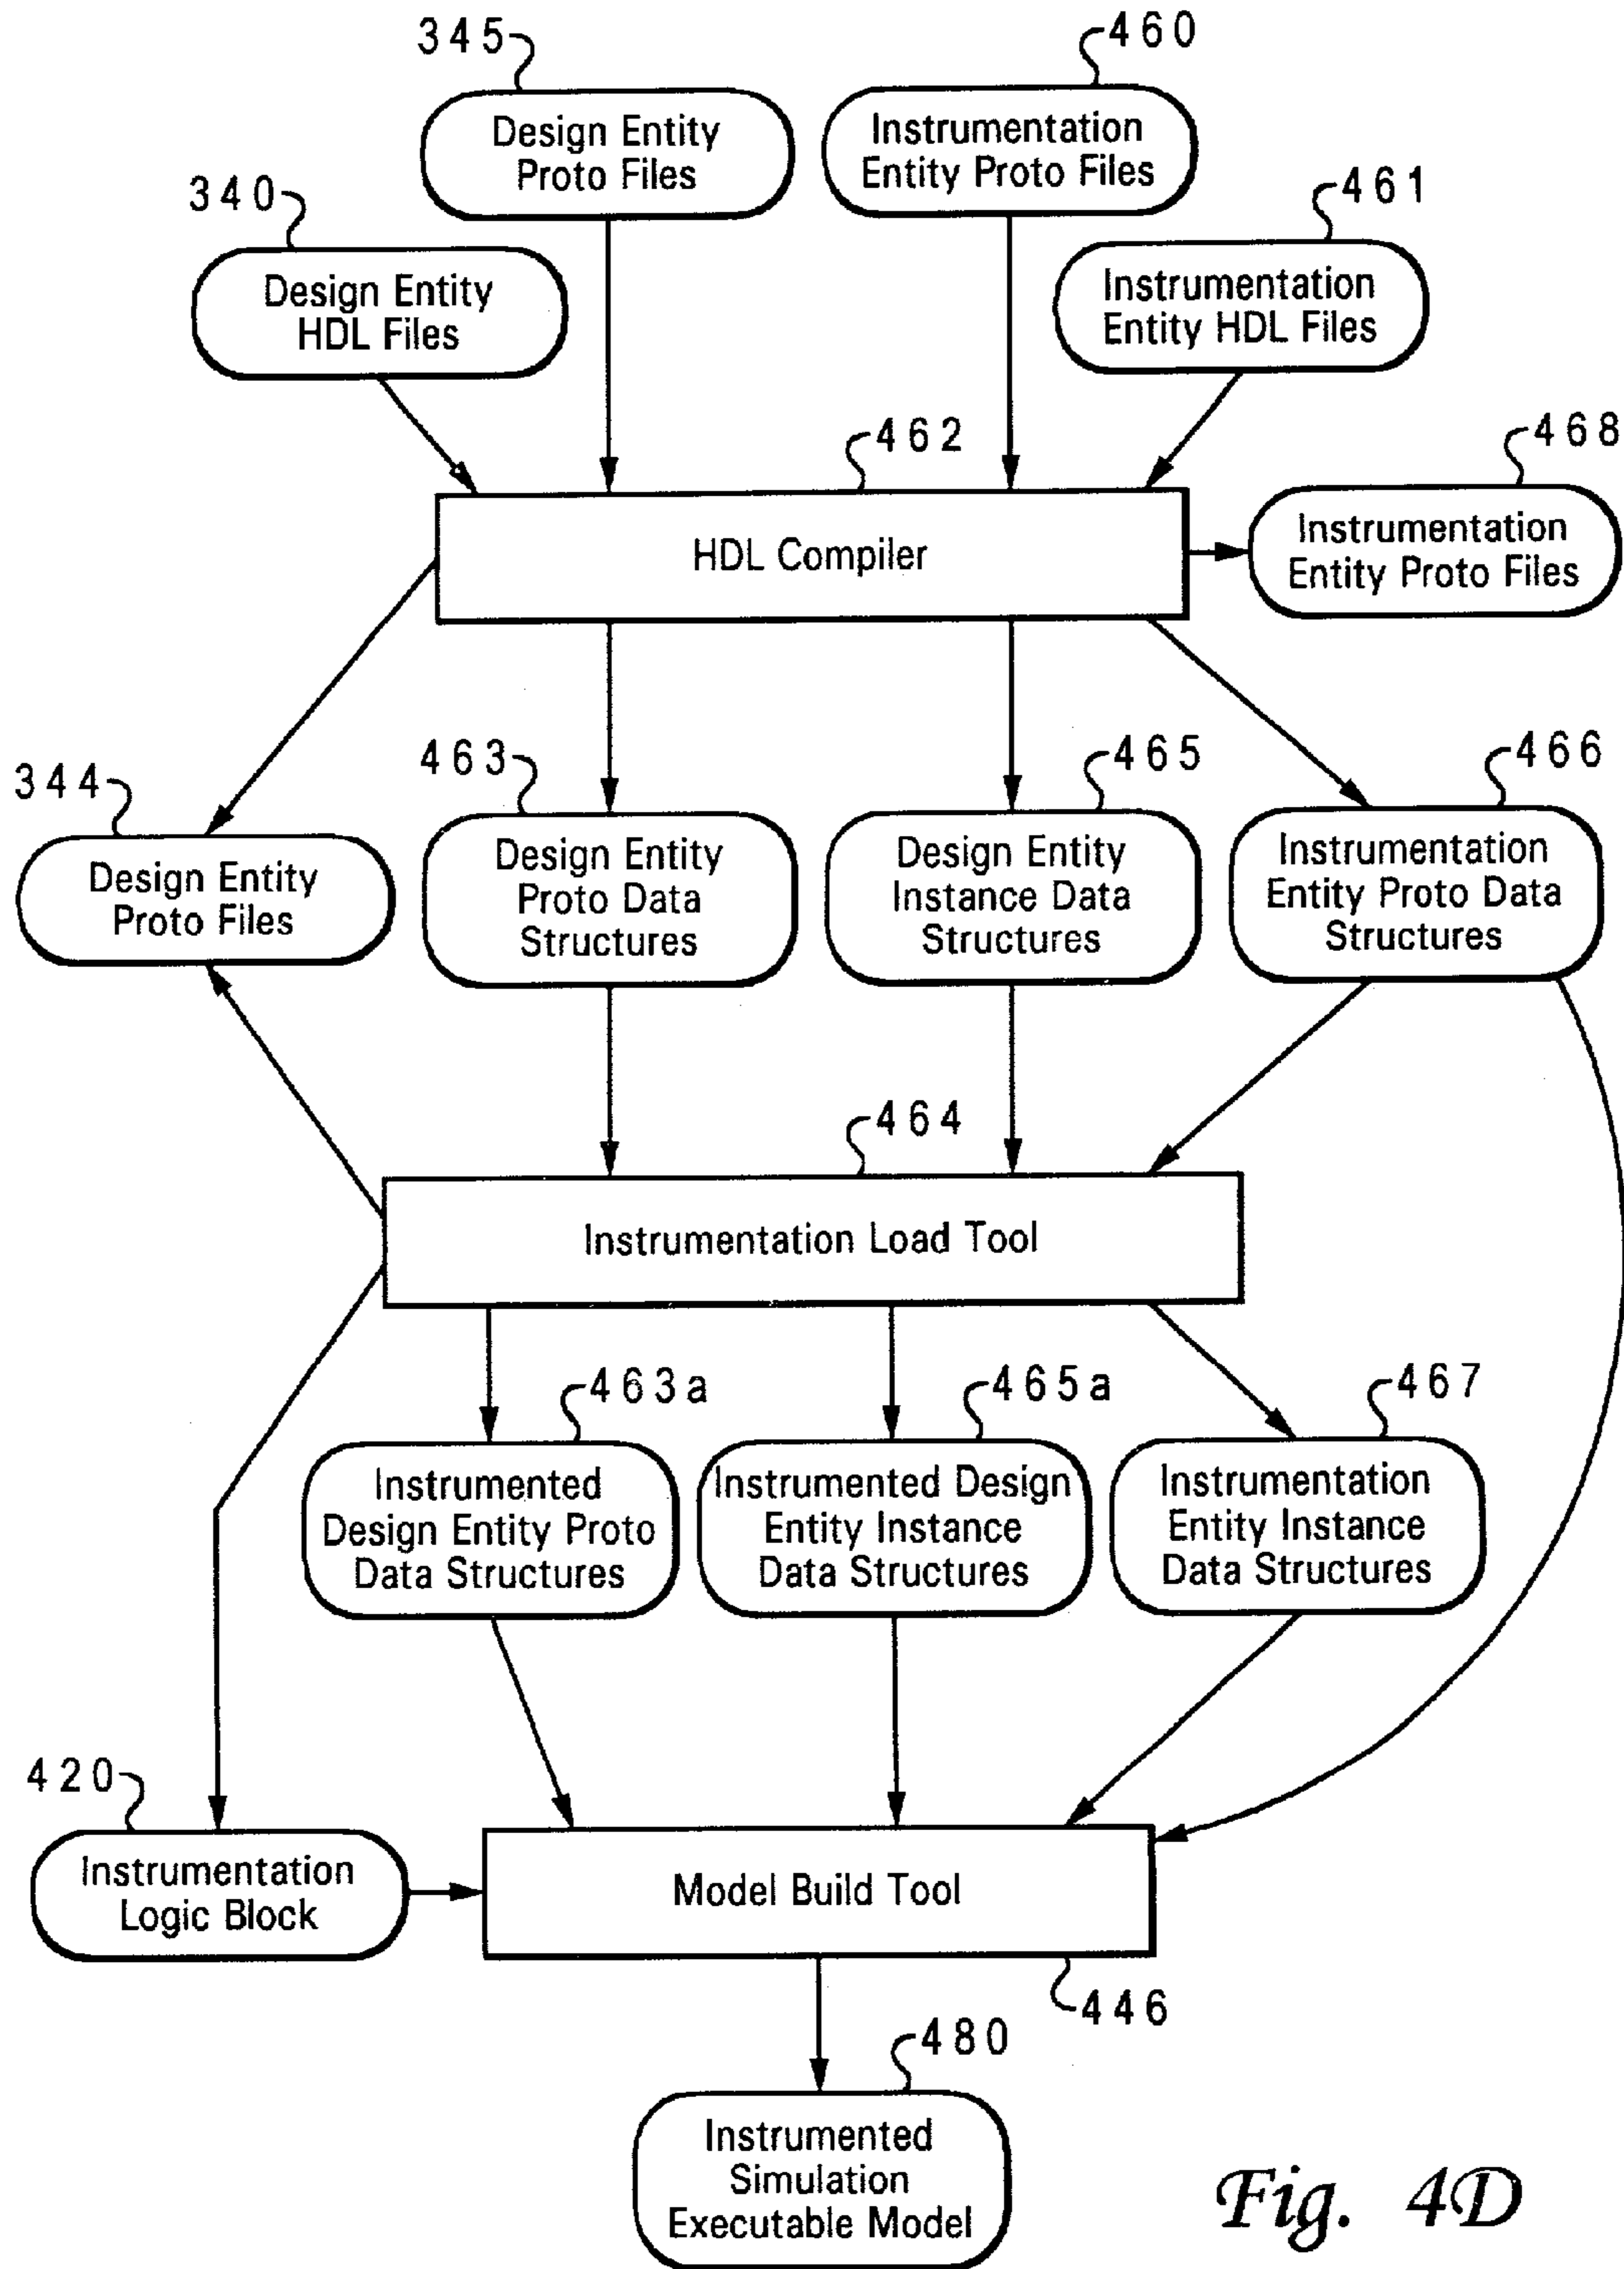 345
460
Design Entity
Proto Files
Instrumentation
Entity Proto Files
340
461
Design Entity
HDL Files
Instrumentation
Entity HDL Files
462
468
HDL Compiler
Instrumentation
Entity Proto Files
344
463
465
466
Design Entity
Proto Files
Design Entity
Proto Data
Structures
Design Entity
Instance Data
Structures
Instrumentation
Entity Proto Data
Structures
464
Instrumentation Load Tool
463a
465a
467
Instrumented
Design Entity Proto
Data Structures
Instrumented Design
Entity Instance
Data Structures
Instrumentation
Entity Instance
Data Structures
420
Instrumentation
Logic Block
Model Build Tool
446
480
Instrumented
Simulation
Executable Model
Fig. 4D